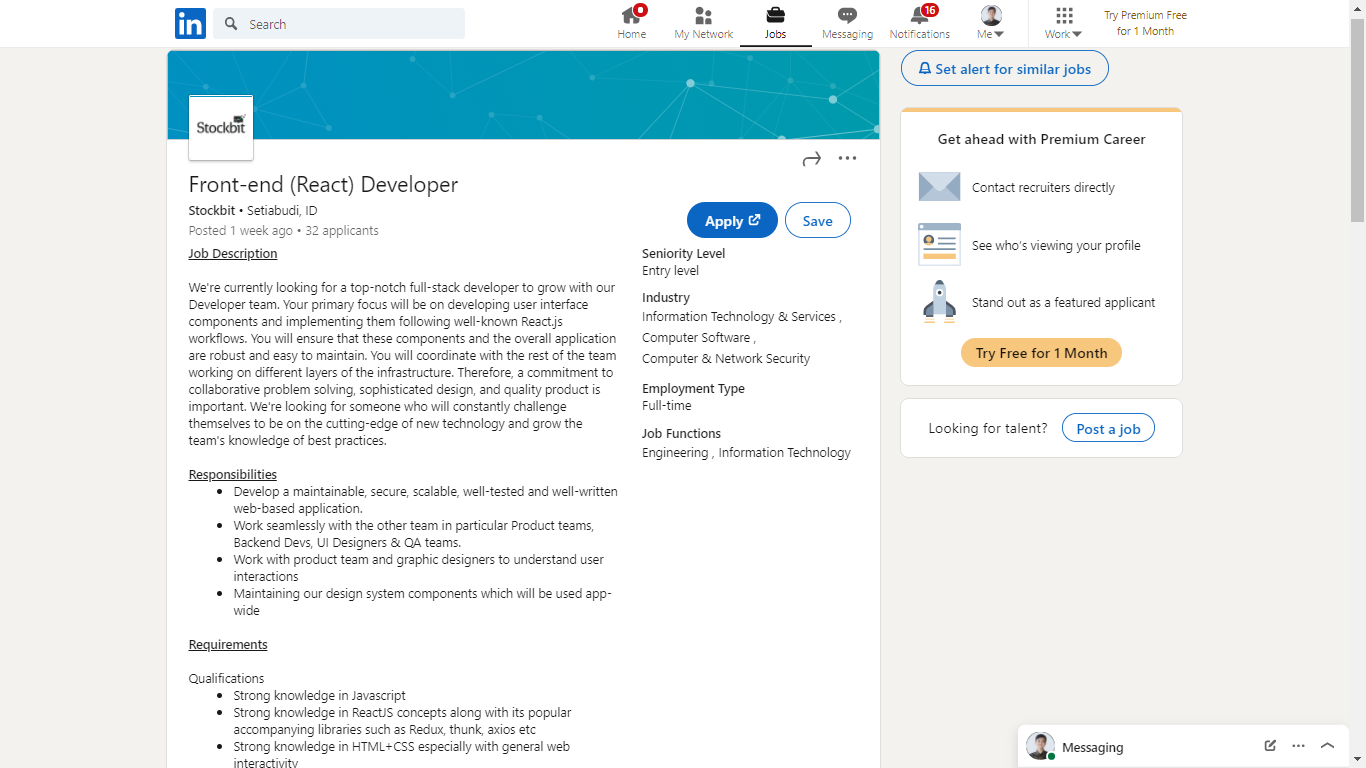 in
Search
Home
My Network
Jobs
Messaging
16
Notifications
Me
Work
Try Premium Free
for 1 Month
Stockbit
Front-end (React) Developer
Stockbit • Setiabudi, ID
Posted 1 week ago • 32 applicants
Apply
Save
Job Description
We're currently looking for a top-notch full-stack developer to grow with our
Developer team. Your primary focus will be on developing user interface
components and implementing them following well-known React.js
workflows. You will ensure that these components and the overall application
are robust and easy to maintain. You will coordinate with the rest of the team
working on different layers of the infrastructure. Therefore, a commitment to
collaborative problem solving, sophisticated design, and quality product is
important. We're looking for someone who will constantly challenge
themselves to be on the cutting-edge of new technology and grow the
team's knowledge of best practices.
Responsibilities
• Develop a maintainable, secure, scalable, well-tested and well-written
web-based application.
• Work seamlessly with the other team in particular Product teams,
Backend Devs, UI Designers & QA teams.
• Work with product team and graphic designers to understand user
interactions
• Maintaining our design system components which will be used app-
wide
Requirements
Qualifications
• Strong knowledge in Javascript
• Strong knowledge in ReactJS concepts along with its popular
accompanying libraries such as Redux, thunk, axios etc
• Strong knowledge in HTML+CSS especially with general web
interactivity
Seniority Level
Entry level
Industry
Information Technology & Services ,
Computer Software ,
Computer & Network Security
Employment Type
Full-time
Job Functions
Engineering , Information Technology
Set alert for similar jobs
Get ahead with Premium Career
Contact recruiters directly
See who's viewing your profile
Stand out as a featured applicant
Try Free for 1 Month
Looking for talent?
Post a job
Messaging